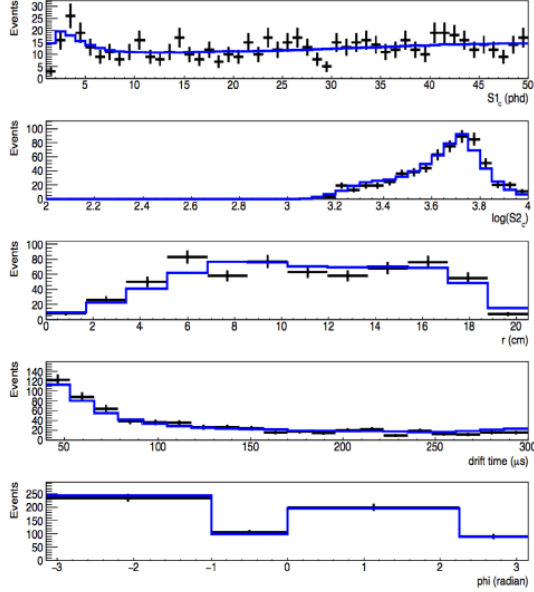 Events
30
25
20
15
10
5
0
5 10 15 20 25 30 35 40 45 50
S1c (phd)
Events
100
80
60
40
20
0
2 2.2 2.4 2.6 2.8 3 3.2 3.4 3.6 3.8 4
log(S2c)
Events
100
80
60
40
20
0
0 2 4 6 8 10 12 14 16 18 20
r (cm)
Events
140
120
100
80
60
40
20
0
50 100 150 200 250 300
drift time (μs)
Events
250
200
150
100
50
0
−3 −2 −1 0 1 2 3
phi (radian)